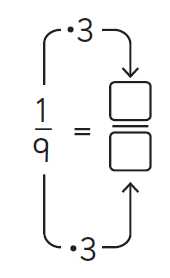 ·3
1/9 = □/□
·3